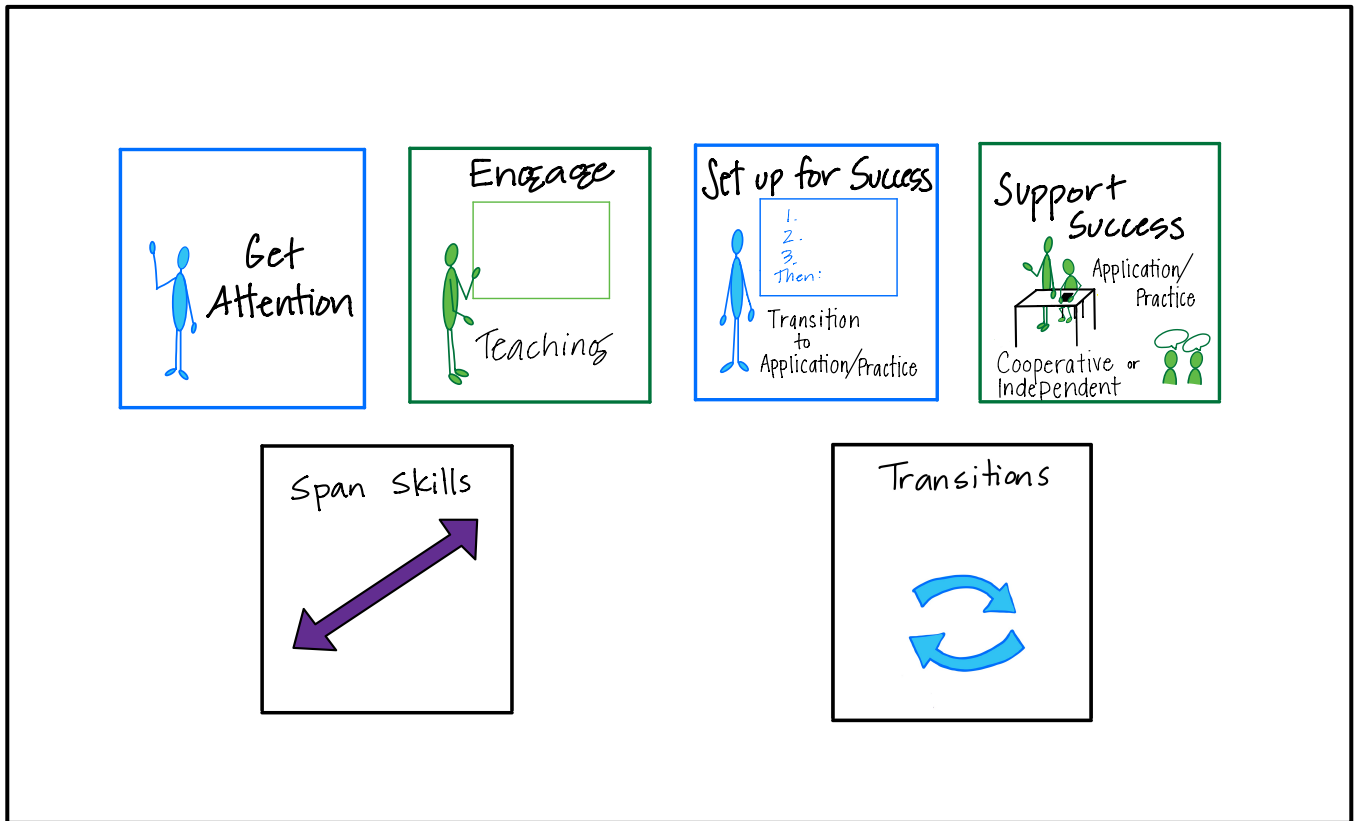 Get
Attention
Engage
Teaching
Set up for Success
1.
2.
3.
Then:
Transition
to
Application/Practice
Support
Success
Application/
Practice
Cooperative or
Independent
Span Skills
Transitions